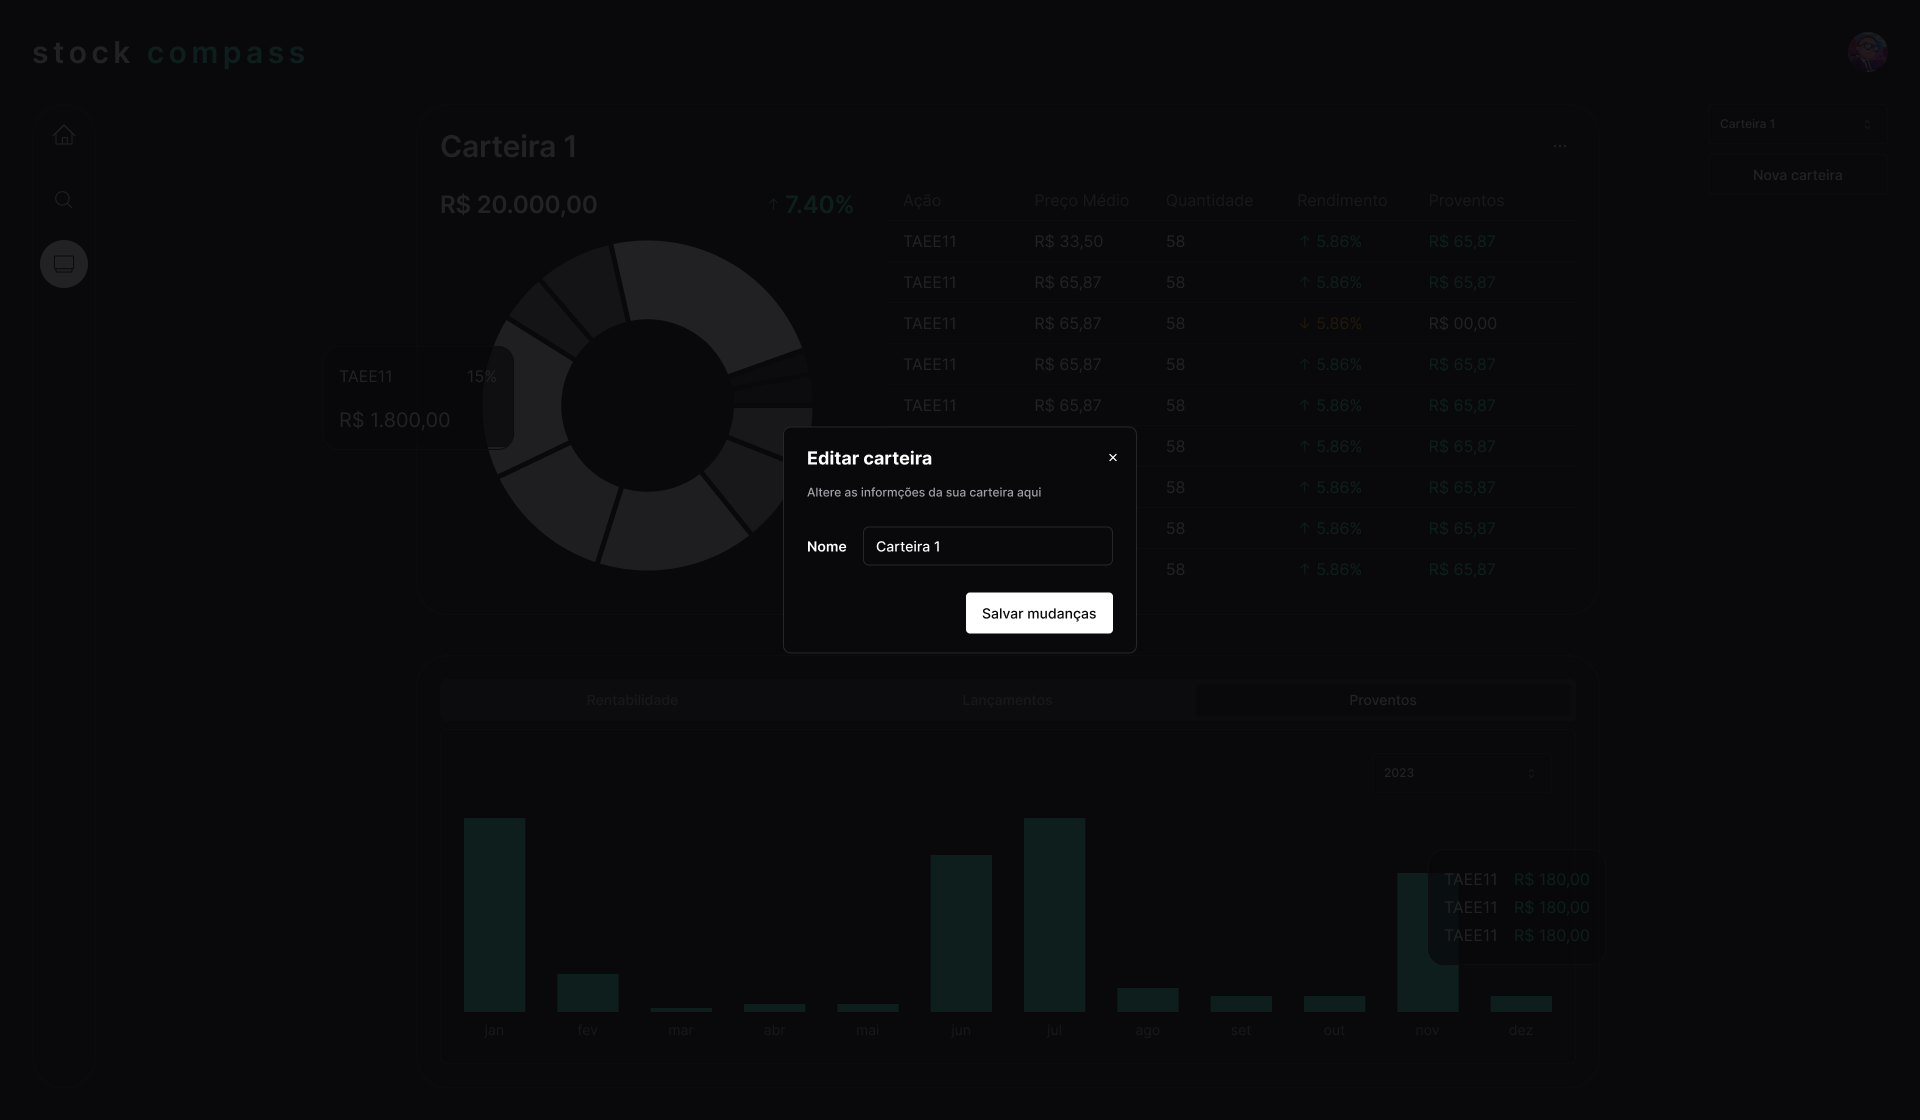 stock compass
Carteira 1
...
Carteira 1
Nova carteira
R$ 20.000,00 ↑ 7.40%
Ação Preço Médio Quantidade Rendimento Proventos
TAEE11 R$ 33,50 58 ↑ 5.86% R$ 65,87
TAEE11 R$ 65,87 58 ↑ 5.86% R$ 65,87
TAEE11 R$ 65,87 58 ↓ 5.86% R$ 00,00
TAEE11 R$ 65,87 58 ↑ 5.86% R$ 65,87
TAEE11 R$ 65,87 58 ↑ 5.86% R$ 65,87
58 ↑ 5.86% R$ 65,87
58 ↑ 5.86% R$ 65,87
58 ↑ 5.86% R$ 65,87
58 ↑ 5.86% R$ 65,87
TAEE11 15%
R$ 1.800,00
Editar carteira
Altere as informções da sua carteira aqui
Nome Carteira 1
Salvar mudanças
Rentabilidade Lançamentos Proventos
2023
TAEE11 R$ 180,00
TAEE11 R$ 180,00
TAEE11 R$ 180,00
jan fev mar abr mai jun jul ago set out nov dez